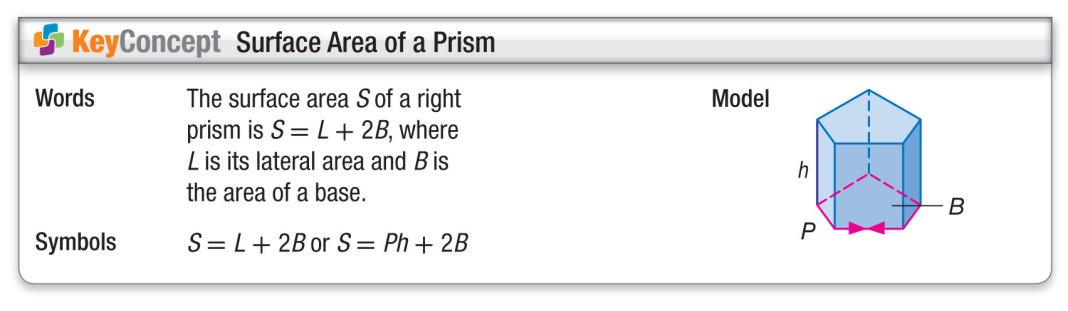 KeyConcept Surface Area of a Prism
Words
The surface area S of a right
prism is S = L + 2B, where
L is its lateral area and B is
the area of a base.
Symbols
S = L + 2B or S = Ph + 2B
Model
h
P
B